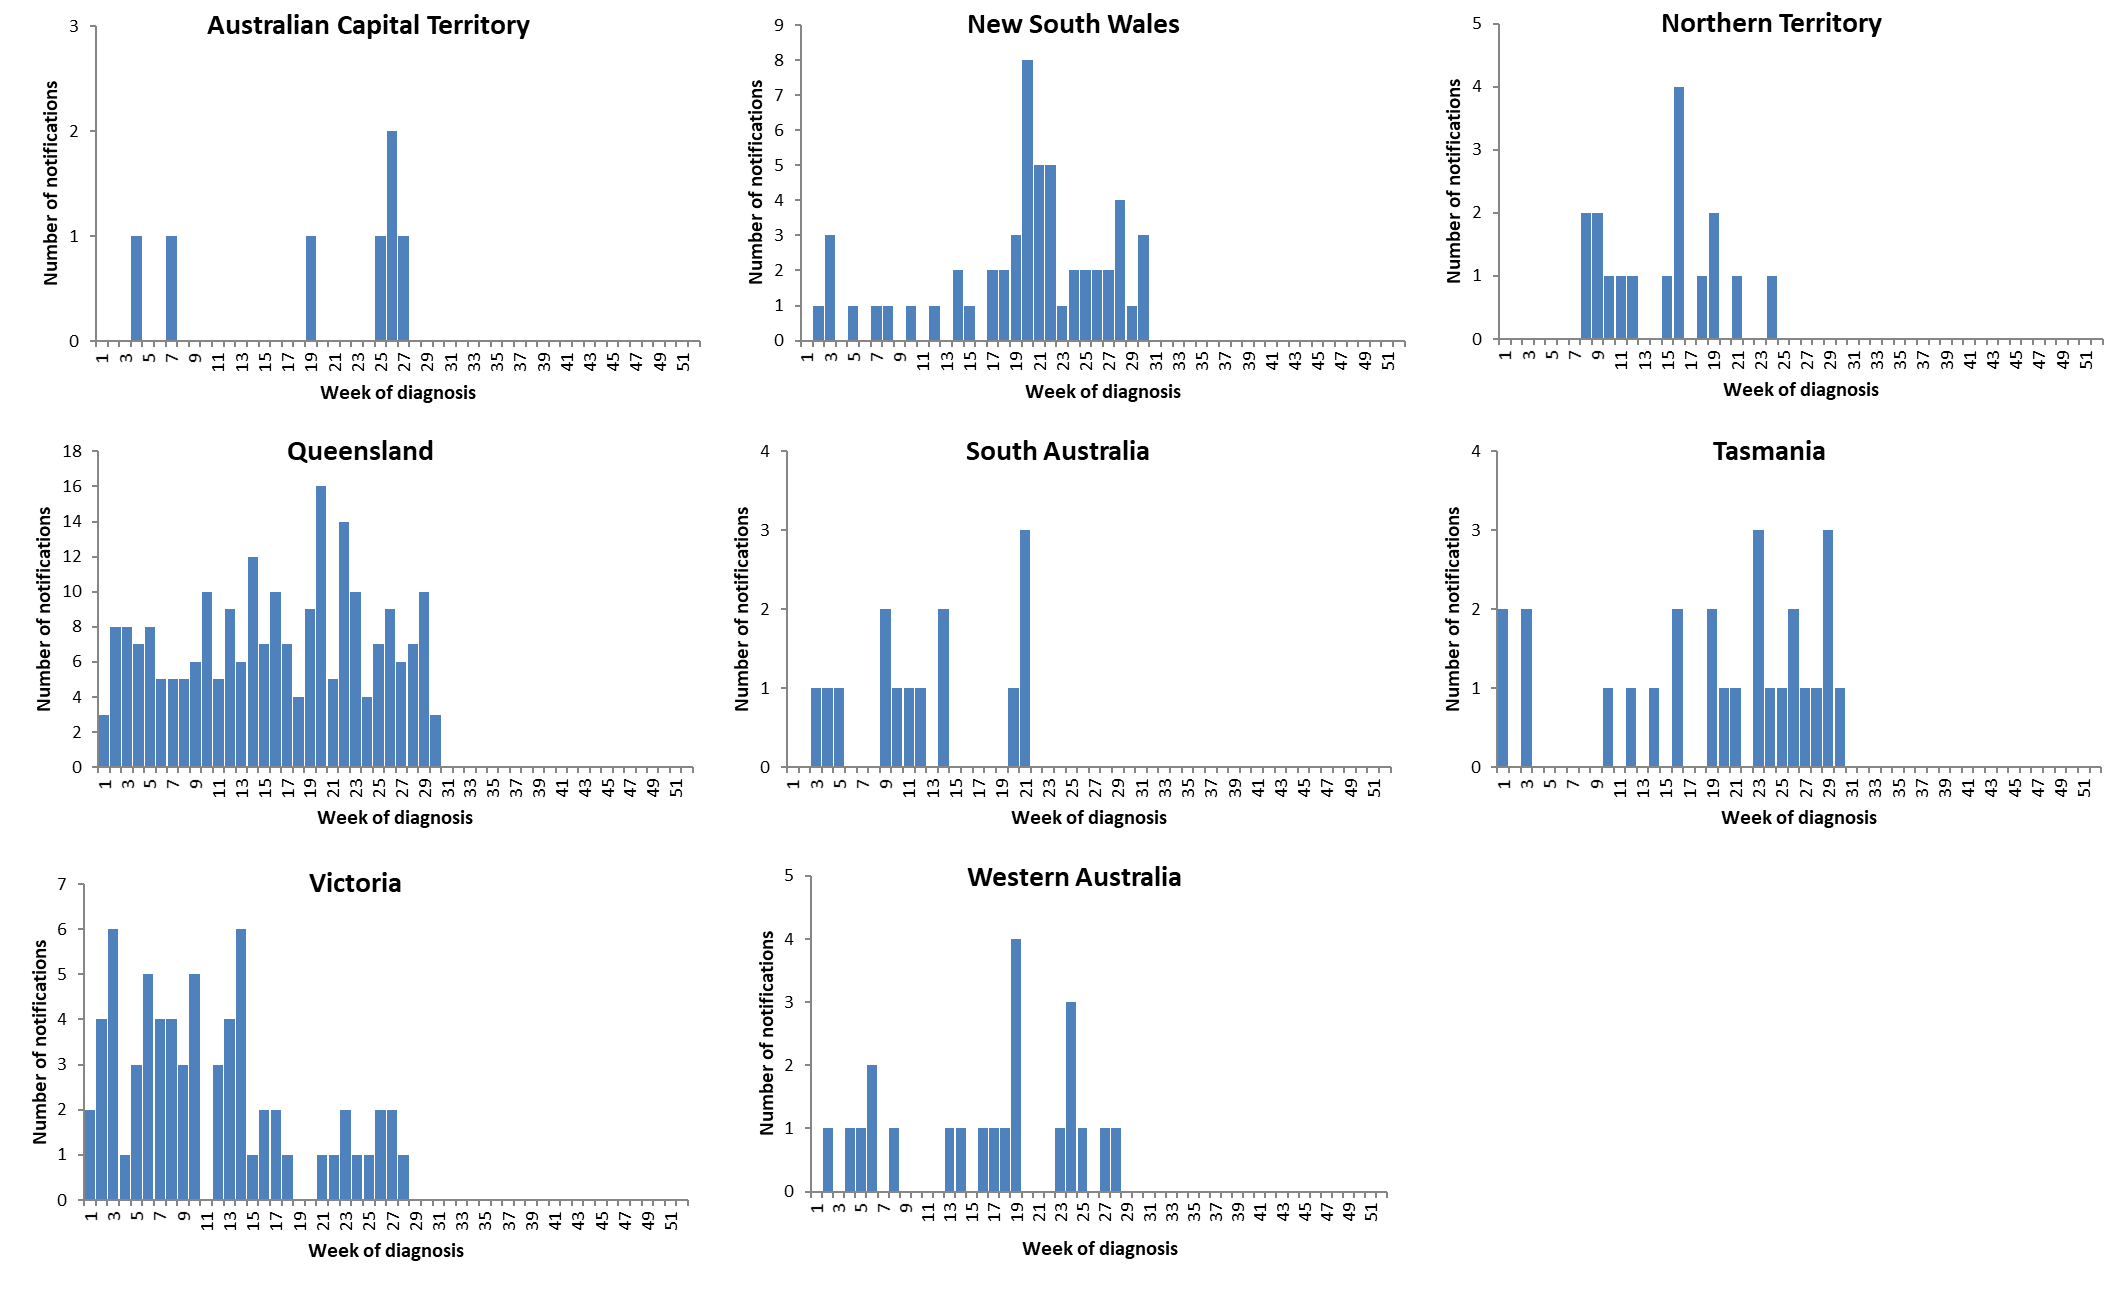 Australian Capital Territory
Number of notifications
3
2
1
0
1 3 5 7 9 11 13 15 17 19 21 23 25 27 29 31 33 35 37 39 41 43 45 47 49 51
Week of diagnosis
New South Wales
Number of notifications
9
8
7
6
5
4
3
2
1
0
1 3 5 7 9 11 13 15 17 19 21 23 25 27 29 31 33 35 37 39 41 43 45 47 49 51
Week of diagnosis
Northern Territory
Number of notifications
5
4
3
2
1
0
1 3 5 7 9 11 13 15 17 19 21 23 25 27 29 31 33 35 37 39 41 43 45 47 49 51
Week of diagnosis
Queensland
Number of notifications
18
16
14
12
10
8
6
4
2
0
1 3 5 7 9 11 13 15 17 19 21 23 25 27 29 31 33 35 37 39 41 43 45 47 49 51
Week of diagnosis
South Australia
Number of notifications
4
3
2
1
0
1 3 5 7 9 11 13 15 17 19 21 23 25 27 29 31 33 35 37 39 41 43 45 47 49 51
Week of diagnosis
Tasmania
Number of notifications
4
3
2
1
0
1 3 5 7 9 11 13 15 17 19 21 23 25 27 29 31 33 35 37 39 41 43 45 47 49 51
Week of diagnosis
Victoria
Number of notifications
7
6
5
4
3
2
1
0
1 3 5 7 9 11 13 15 17 19 21 23 25 27 29 31 33 35 37 39 41 43 45 47 49 51
Week of diagnosis
Western Australia
Number of notifications
5
4
3
2
1
0
1 3 5 7 9 11 13 15 17 19 21 23 25 27 29 31 33 35 37 39 41 43 45 47 49 51
Week of diagnosis